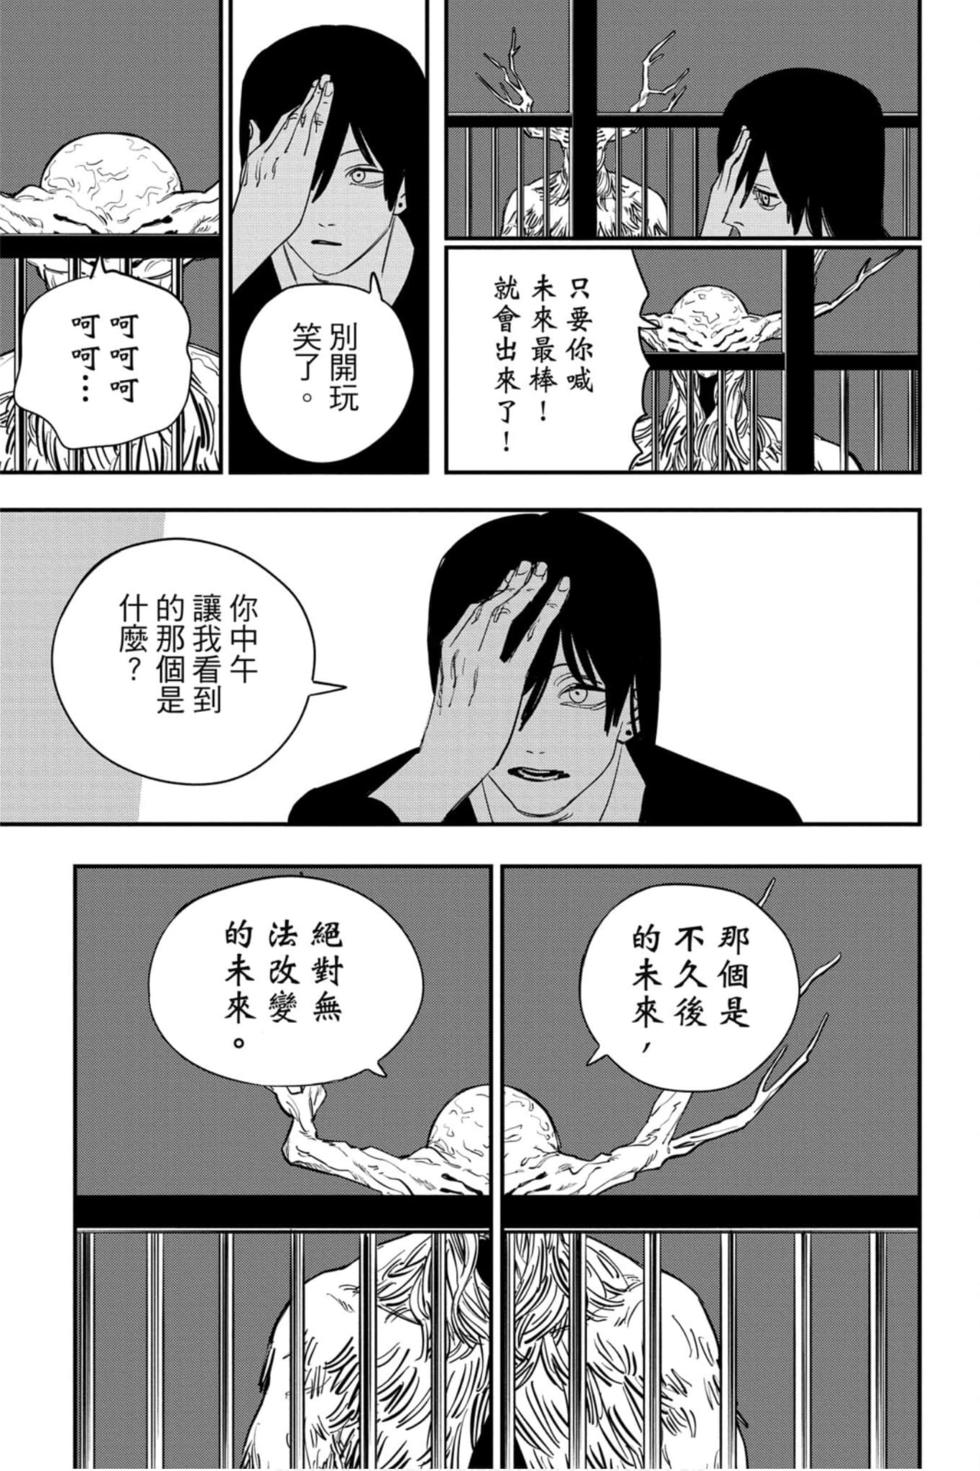 只要你喊
未來最棒！
就會出來了！
別開玩
笑了。
呵呵呵
呵呵…
你中午
讓我看到
的那個是
什麼？
那個是
不久後
的未來，
絕對無
法改變
的未來。